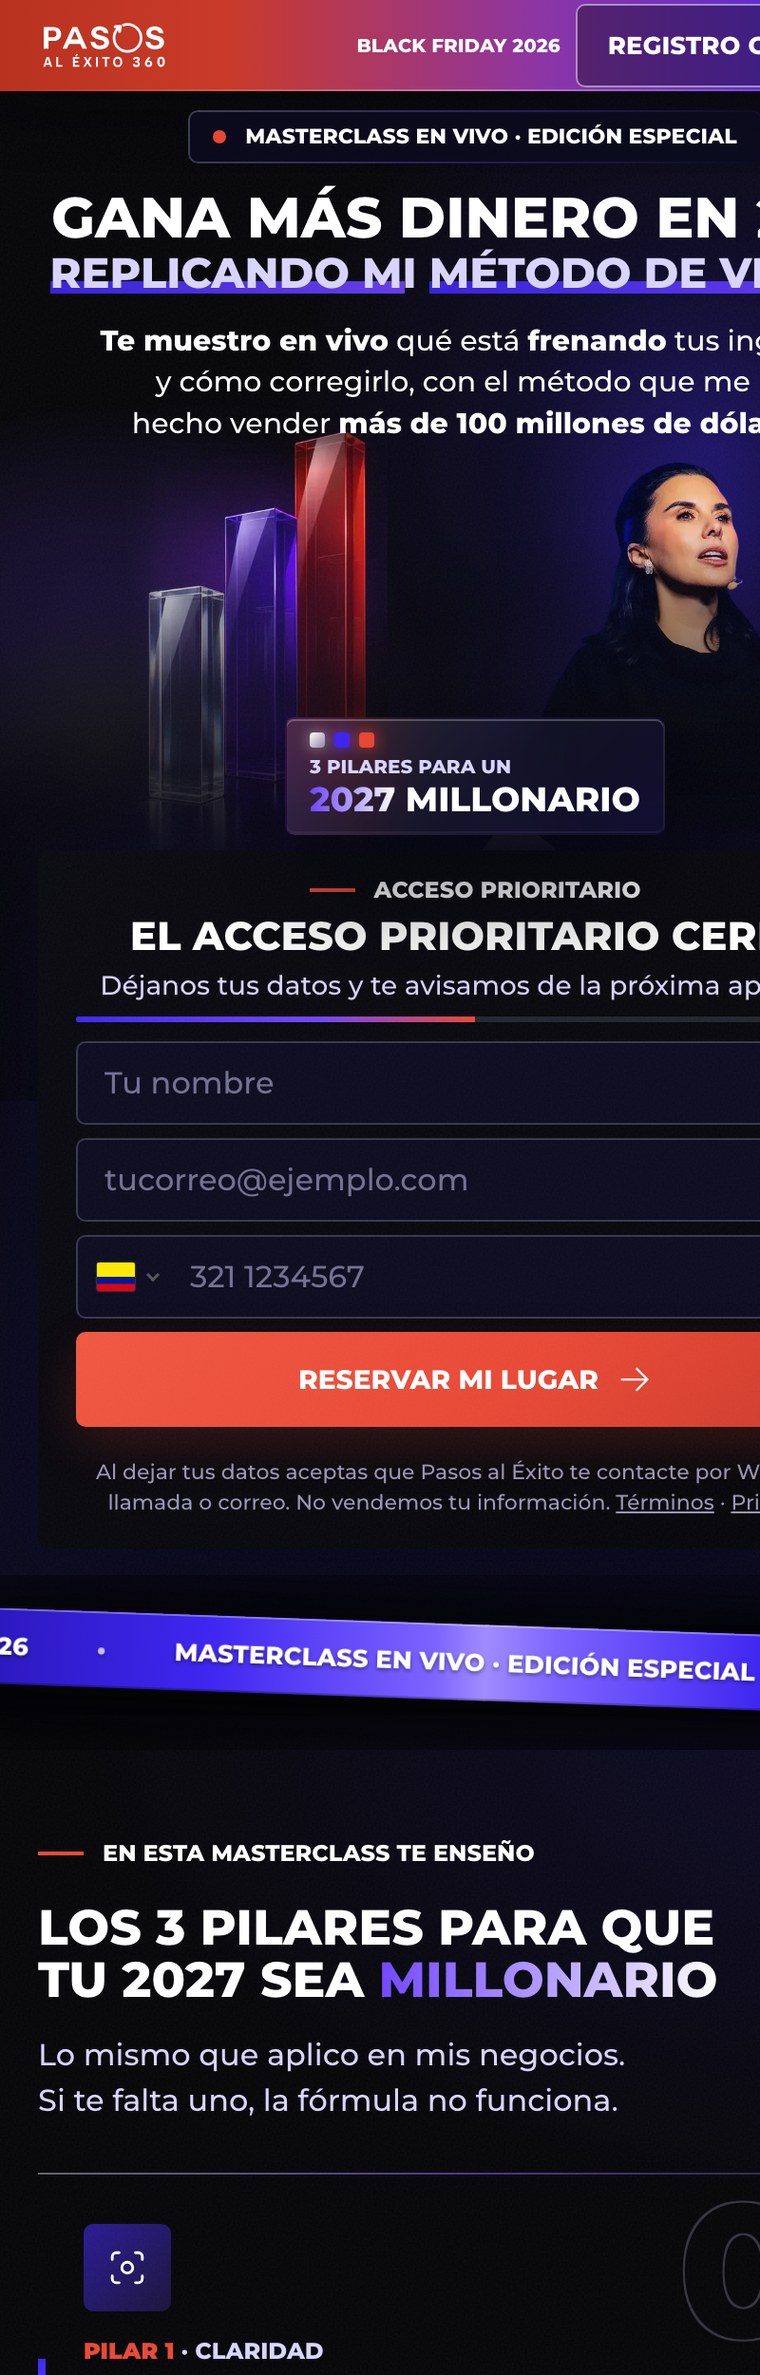 PASOS
AL ÉXITO 360
BLACK FRIDAY 2026
REGISTRO
MASTERCLASS EN VIVO · EDICIÓN ESPECIAL
GANA MÁS DINERO EN
REPLICANDO MI MÉTODO DE
Te muestro en vivo qué está frenando tus
y cómo corregirlo, con el método que me
hecho vender más de 100 millones de
3 PILARES PARA UN
2027 MILLONARIO
ACCESO PRIORITARIO
EL ACCESO PRIORITARIO
Déjanos tus datos y te avisamos de la próxima
Tu nombre
tucorreo@ejemplo.com
321 1234567
RESERVAR MI LUGAR →
Al dejar tus datos aceptas que Pasos al Éxito te contacte por
llamada o correo. No vendemos tu información. Términos ·
26 • MASTERCLASS EN VIVO · EDICIÓN ESPECIAL
EN ESTA MASTERCLASS TE ENSEÑO
LOS 3 PILARES PARA QUE
TU 2027 SEA MILLONARIO
Lo mismo que aplico en mis negocios.
Si te falta uno, la fórmula no funciona.
0
PILAR 1 · CLARIDAD